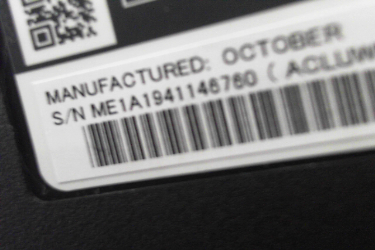 MANUFACTURED: OCTOBER
S/N ME1A1941146760 ( ACLUW